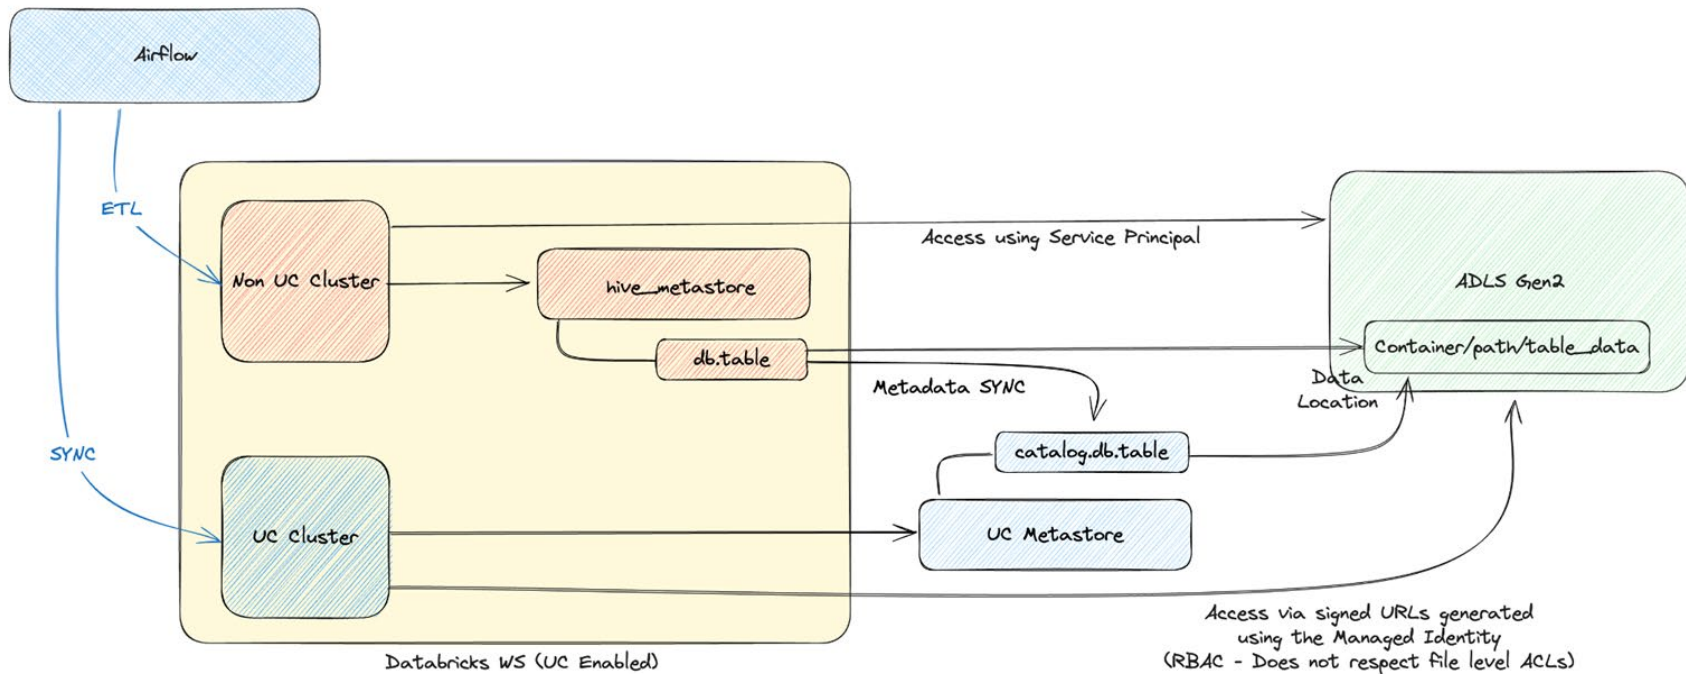 Airflow
ETL
SYNC
Non UC Cluster
hive_metastore
db.table
Access using Service Principal
ADLS Gen2
Container/path/table_data
Data
Location
Metadata SYNC
catalog.db.table
UC Cluster
UC Metastore
Access via signed URLs generated
using the Managed Identity
(RBAC - Does not respect file level ACLs)
Databricks WS (UC Enabled)